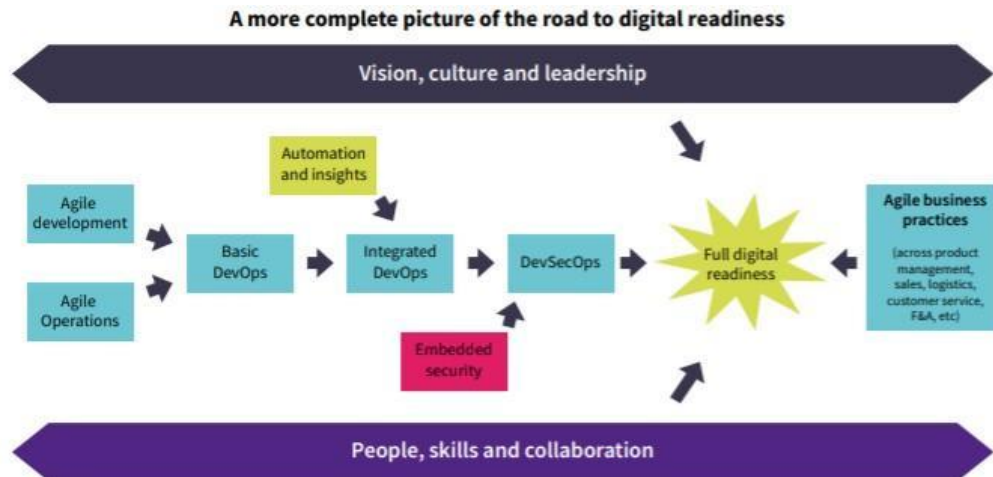 A more complete picture of the road to digital readiness
Vision, culture and leadership
Automation
and insights
Agile
development
Agile
Operations
Basic
DevOps
Integrated
DevOps
DevSecOps
Embedded
security
Full digital
readiness
Agile business
practices
(across product
management,
sales, logistics,
customer service,
F&A, etc)
People, skills and collaboration